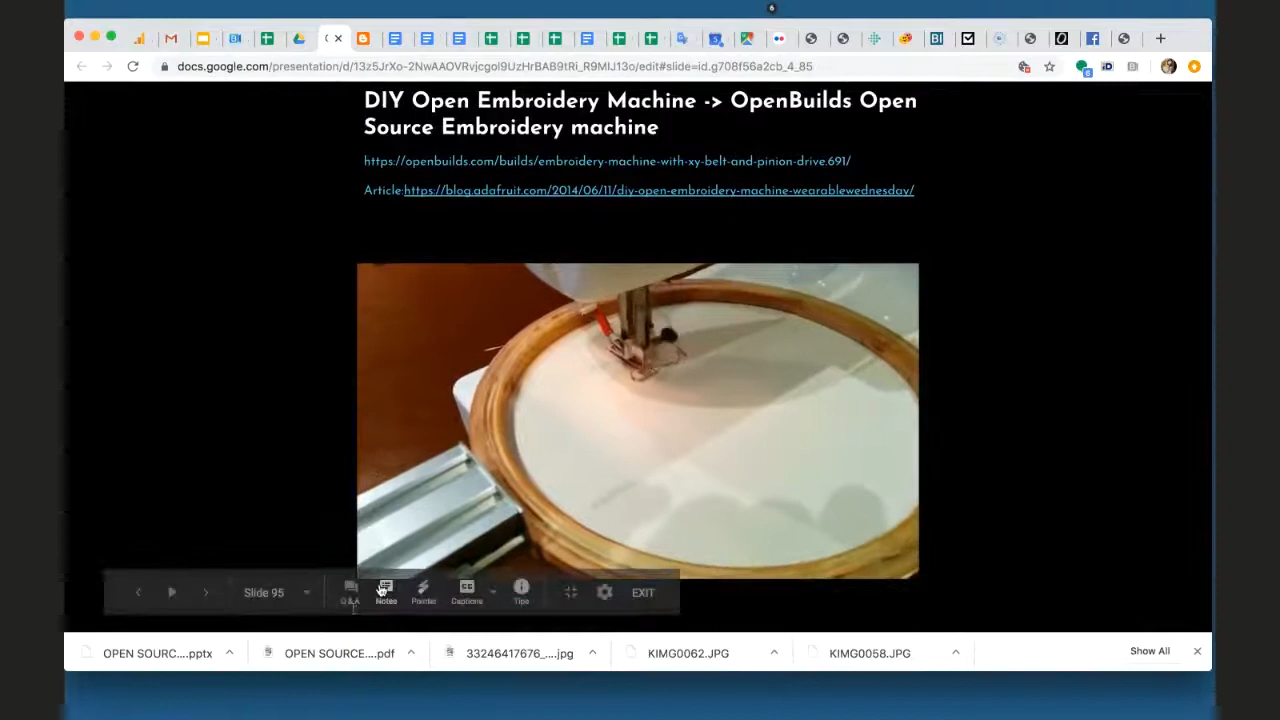 6
docs.google.com/presentation/d/13z5JrXo-2NwAAOVRvjcgol9UzHrBAB9tRi_R9MIJ13o/edit#slide=id.g708f56a2cb_4_85
DIY Open Embroidery Machine -> OpenBuilds Open
Source Embroidery machine
https://openbuilds.com/builds/embroidery-machine-with-xy-belt-and-pinion-drive.691/
Article:https://blog.adafruit.com/2014/06/11/diy-open-embroidery-machine-wearablewednesday/
Slide 95
Q&A
Notes
Pointer
Captions
Tips
EXIT
OPEN SOURC....pptx
OPEN SOURCE....pdf
33246417676_....jpg
KIMG0062.JPG
KIMG0058.JPG
Show All